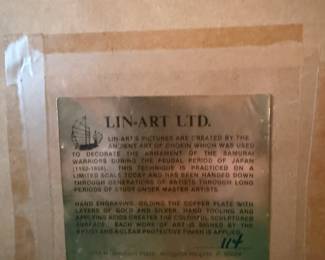 LIN-ART LTD.
LIN-ART'S PICTURES ARE CREATED BY THE
ANCIENT ART OF CHOKIN WHICH WAS USED
TO DECORATE THE ARMAMENT OF THE SAMURAI
WARRIORS DURING THE FEUDAL PERIOD OF JAPAN
THIS TECHNIQUE IS PRACTICED ON
A LIMITED SCALE TODAY AND HAS BEEN HANDED DOWN
THROUGH GENERATIONS OF ARTISTS THROUGH LONG
PERIODS OF STUDY UNDER MASTER ARTISTS.
HAND ENGRAVING, GILDING THE COPPER PLATE WITH
LAYERS OF GOLD AND SILVER, HAND TOOLING AND
APPLYING ACIDS CREATES THE COLORFUL SCULPTURED
SURFACE. EACH WORK OF ART IS SIGNED BY THE
ARTIST AND A CLEAR PROTECTIVE FINISH IS APPLIED.
114